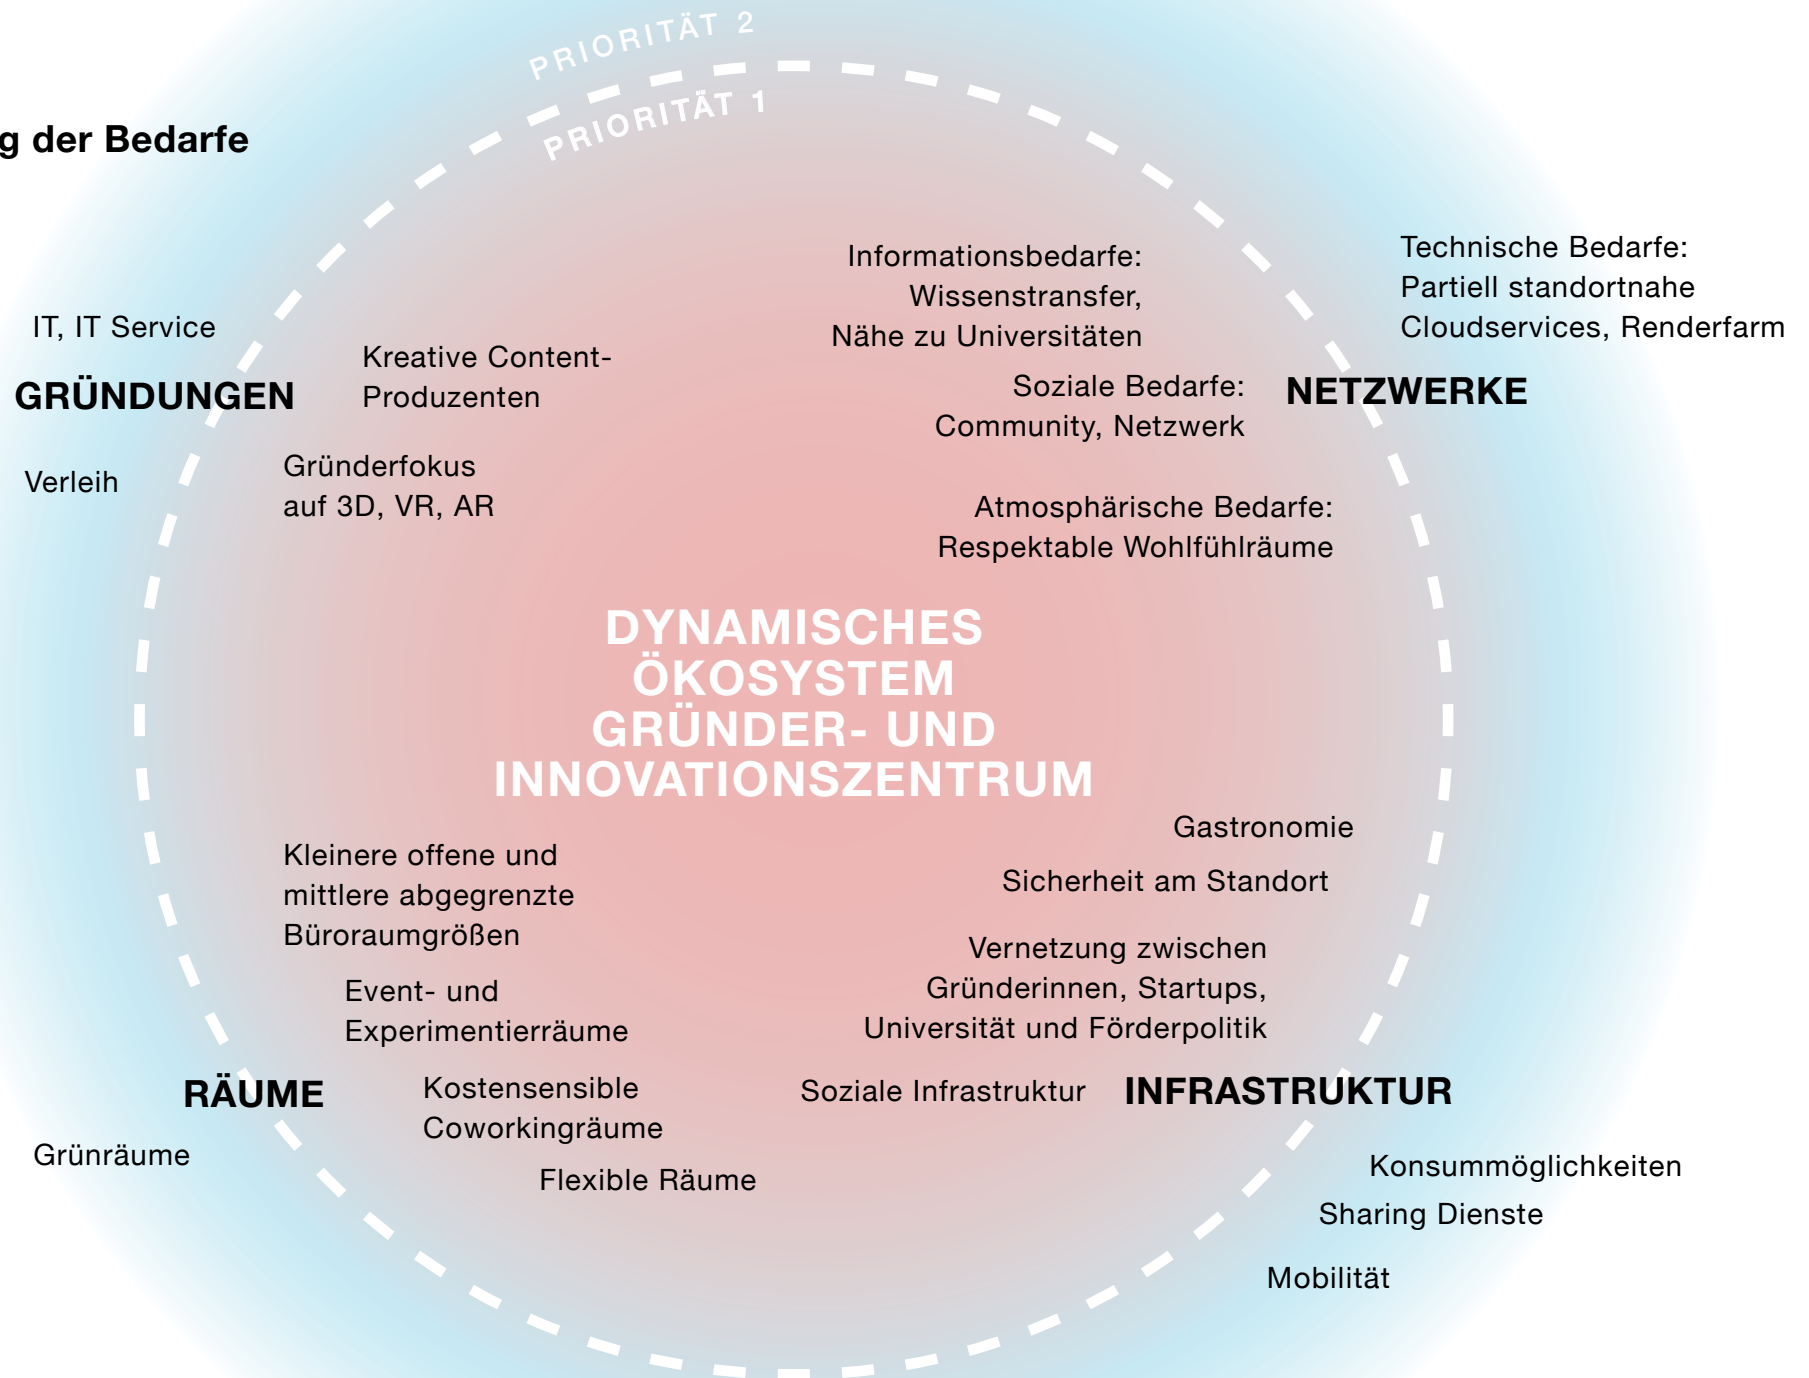 PRIORITÄT 2
PRIORITÄT 1
g der Bedarfe
IT, IT Service
GRÜNDUNGEN
Verleih
Kreative Content-
Produzenten
Gründerfokus
auf 3D, VR, AR
Informationsbedarfe:
Wissenstransfer,
Nähe zu Universitäten
Soziale Bedarfe:
Community, Netzwerk
Atmosphärische Bedarfe:
Respektable Wohlfühlräume
NETZWERKE
Technische Bedarfe:
Partiell standortnahe
Cloudservices, Renderfarm
DYNAMISCHES
ÖKOSYSTEM
GRÜNDER- UND
INNOVATIONSZENTRUM
Kleinere offene und
mittlere abgegrenzte
Büroraumgrößen
Event- und
Experimentierräume
RÄUME
Kostensensible
Coworkingräume
Flexible Räume
Grünräume
Gastronomie
Sicherheit am Standort
Vernetzung zwischen
Gründerinnen, Startups,
Universität und Förderpolitik
Soziale Infrastruktur
INFRASTRUKTUR
Konsummöglichkeiten
Sharing Dienste
Mobilität